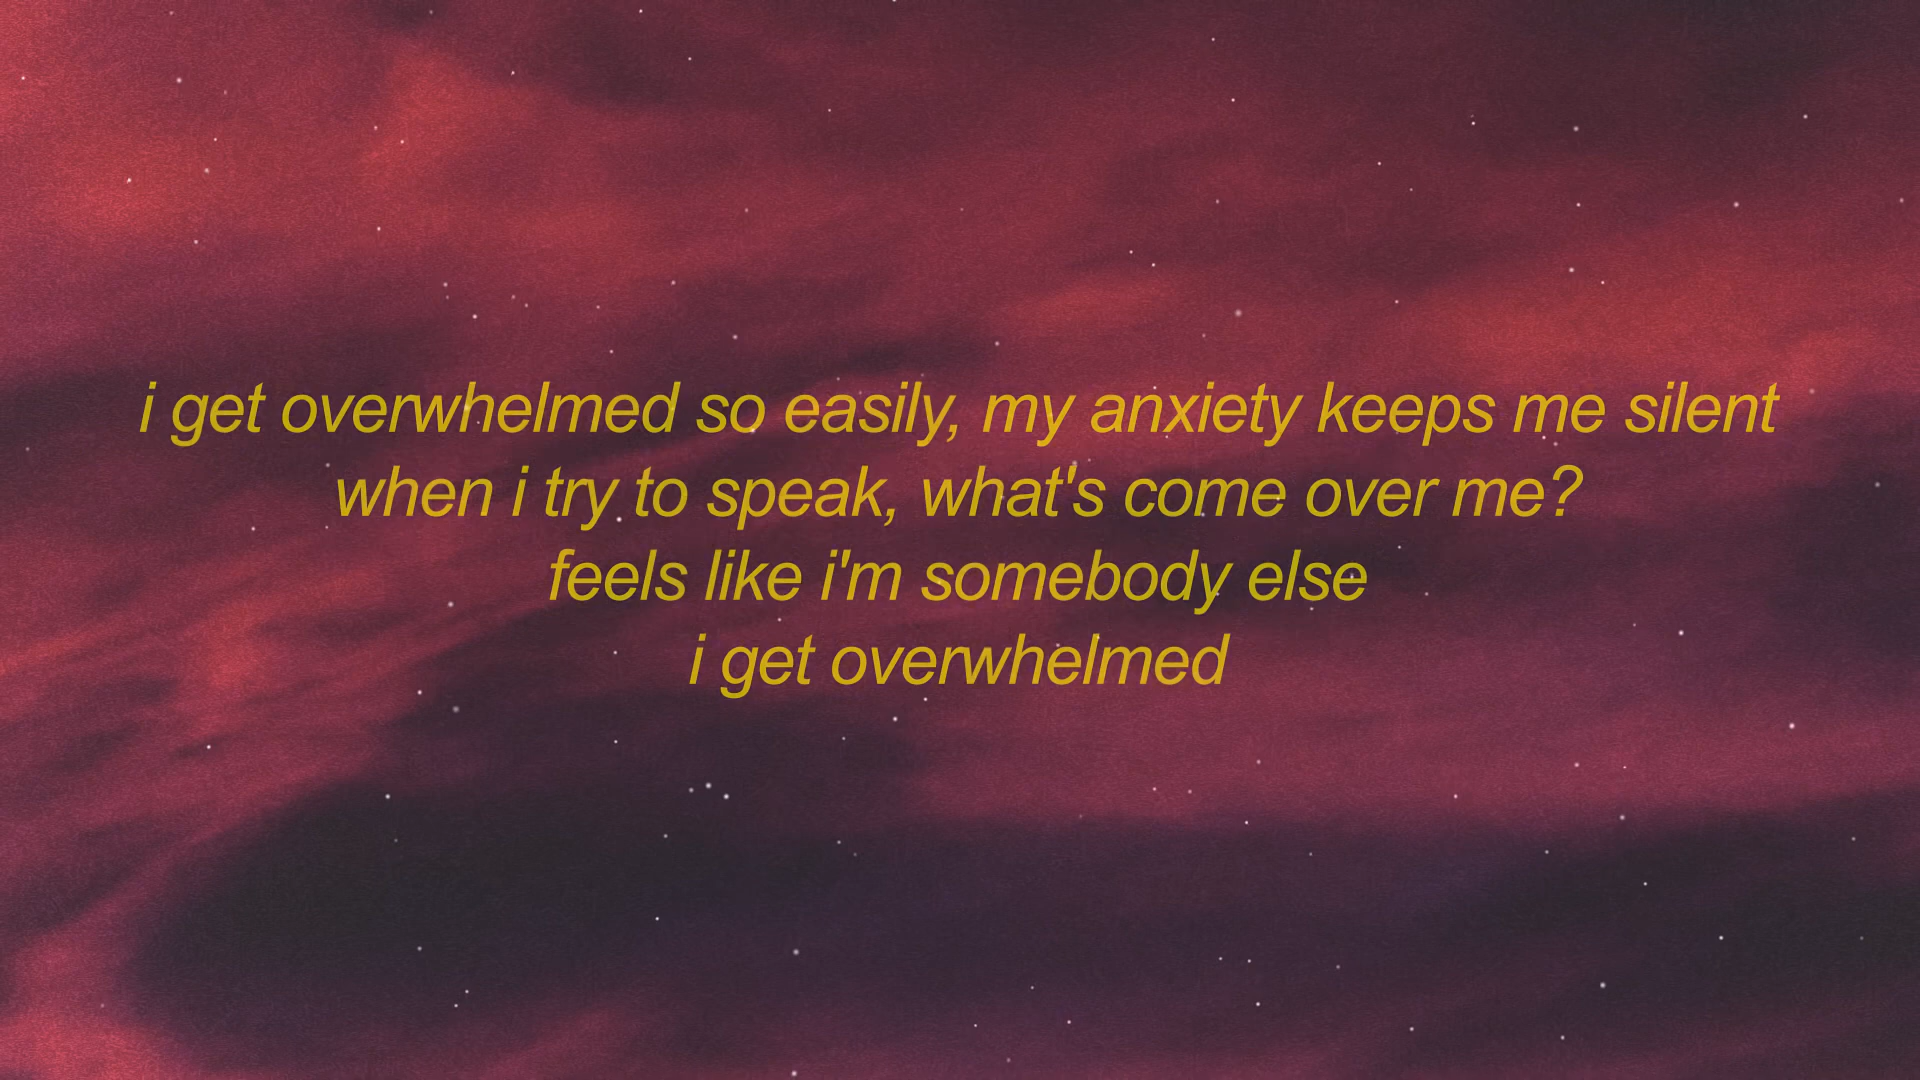 i get overwhelmed so easily, my anxiety keeps me silent
when i try to speak, what's come over me?
feels like i'm somebody else
i get overwhelmed